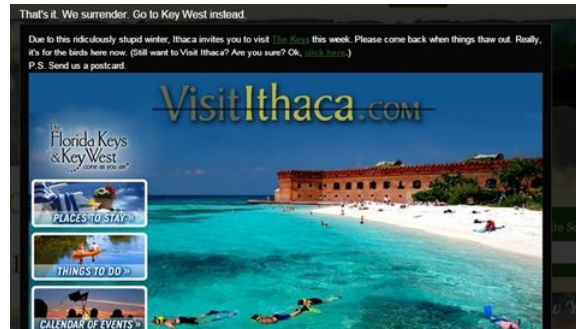 That's it. We surrender. Go to Key West instead.
Due to this ridiculously stupid winter, Ithaca invites you to visit The Keys this week. Please come back when things thaw out. Really,
it's for the birds here now. (Still want to Visit Ithaca? Are you sure? Ok, click here.)
P.S. Send us a postcard.
VisitIthaca.com
The
Florida Keys
& Key West
come as you are®
PLACES TO STAY »
THINGS TO DO »
CALENDAR OF EVENTS »